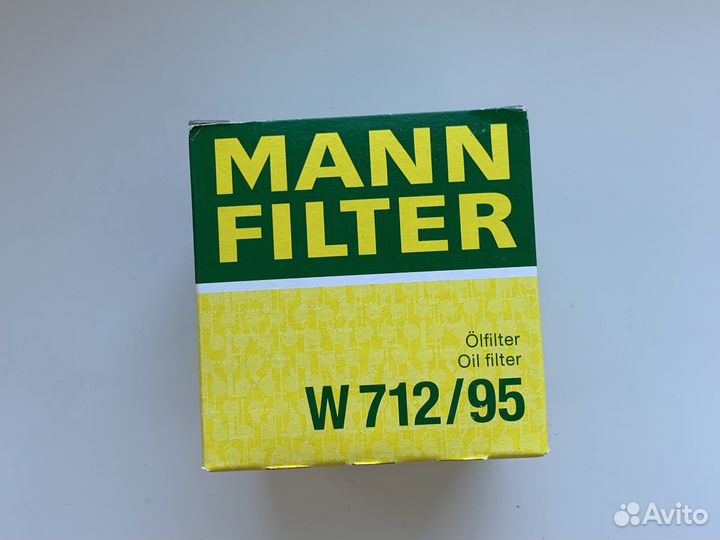 MANN
FILTER
Ölfilter
Oil filter
W 712/95
Avito